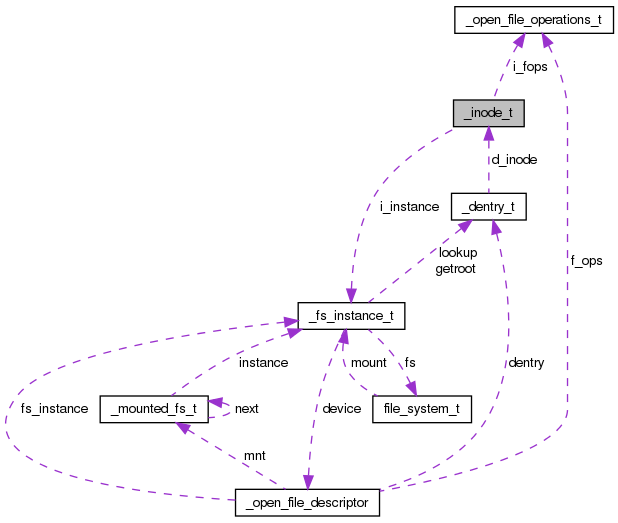 _open_file_operations_t
i_fops
_inode_t
d_inode
i_instance
_dentry_t
lookup
getroot
f_ops
_fs_instance_t
instance
mount
fs
dentry
fs_instance
_mounted_fs_t
next
device
file_system_t
mnt
_open_file_descriptor